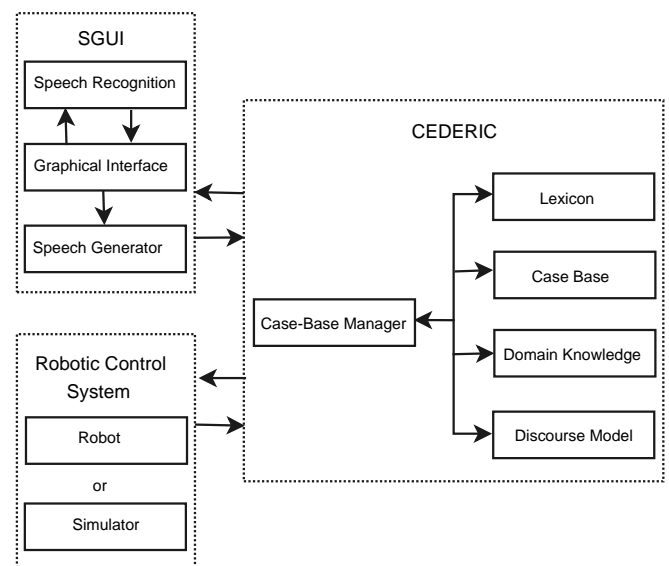 SGUI
Speech Recognition
Graphical Interface
Speech Generator
Robotic Control
System
Robot
or
Simulator
CEDERIC
Case-Base Manager
Lexicon
Case Base
Domain Knowledge
Discourse Model